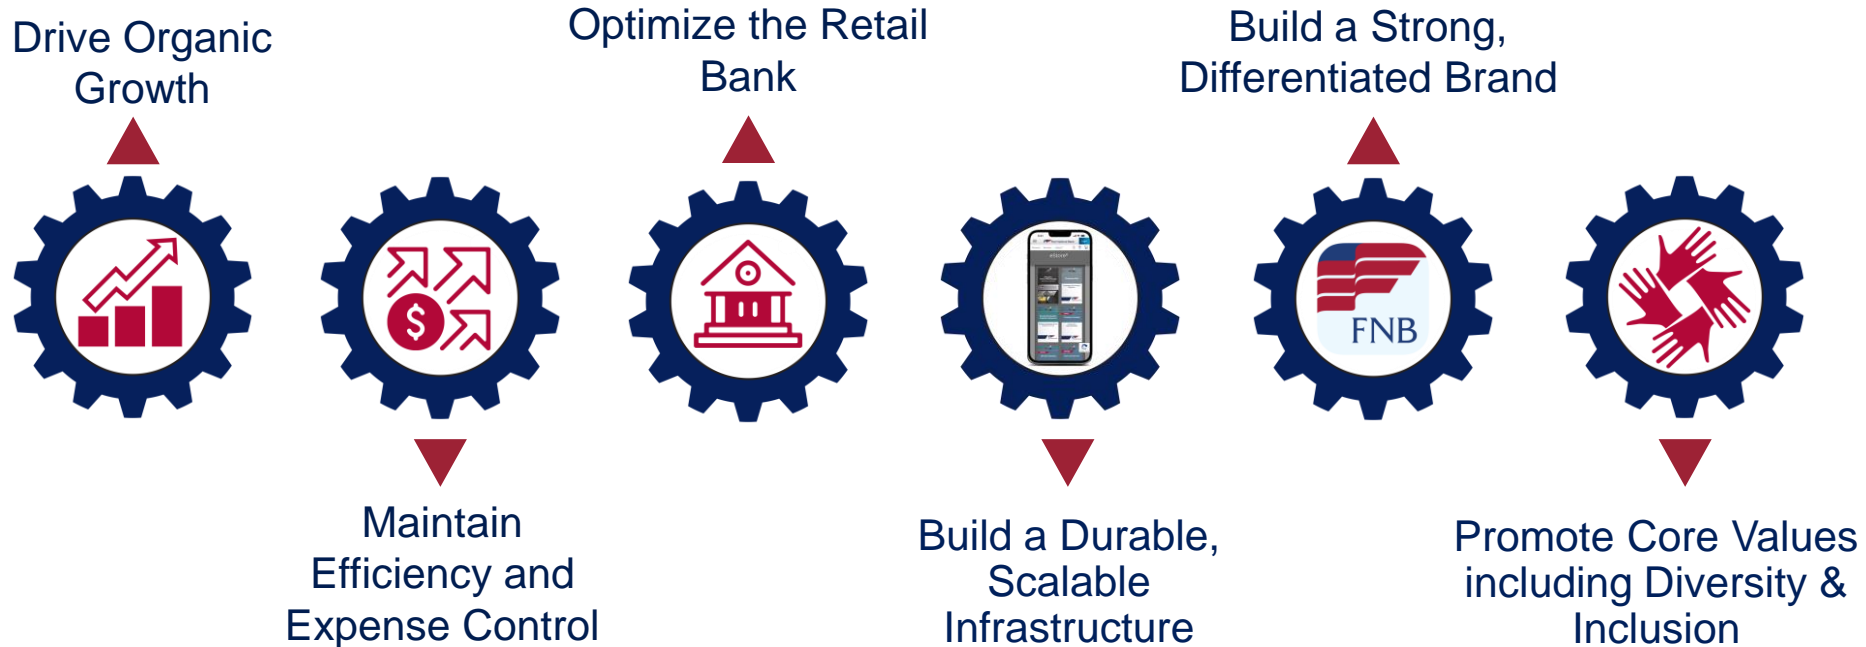 Drive Organic
Growth
Maintain
Efficiency and
Expense Control
$
Optimize the Retail
Bank
eStore
Build a Durable,
Scalable
Infrastructure
Build a Strong,
Differentiated Brand
FNB
Promote Core Values
including Diversity &
Inclusion